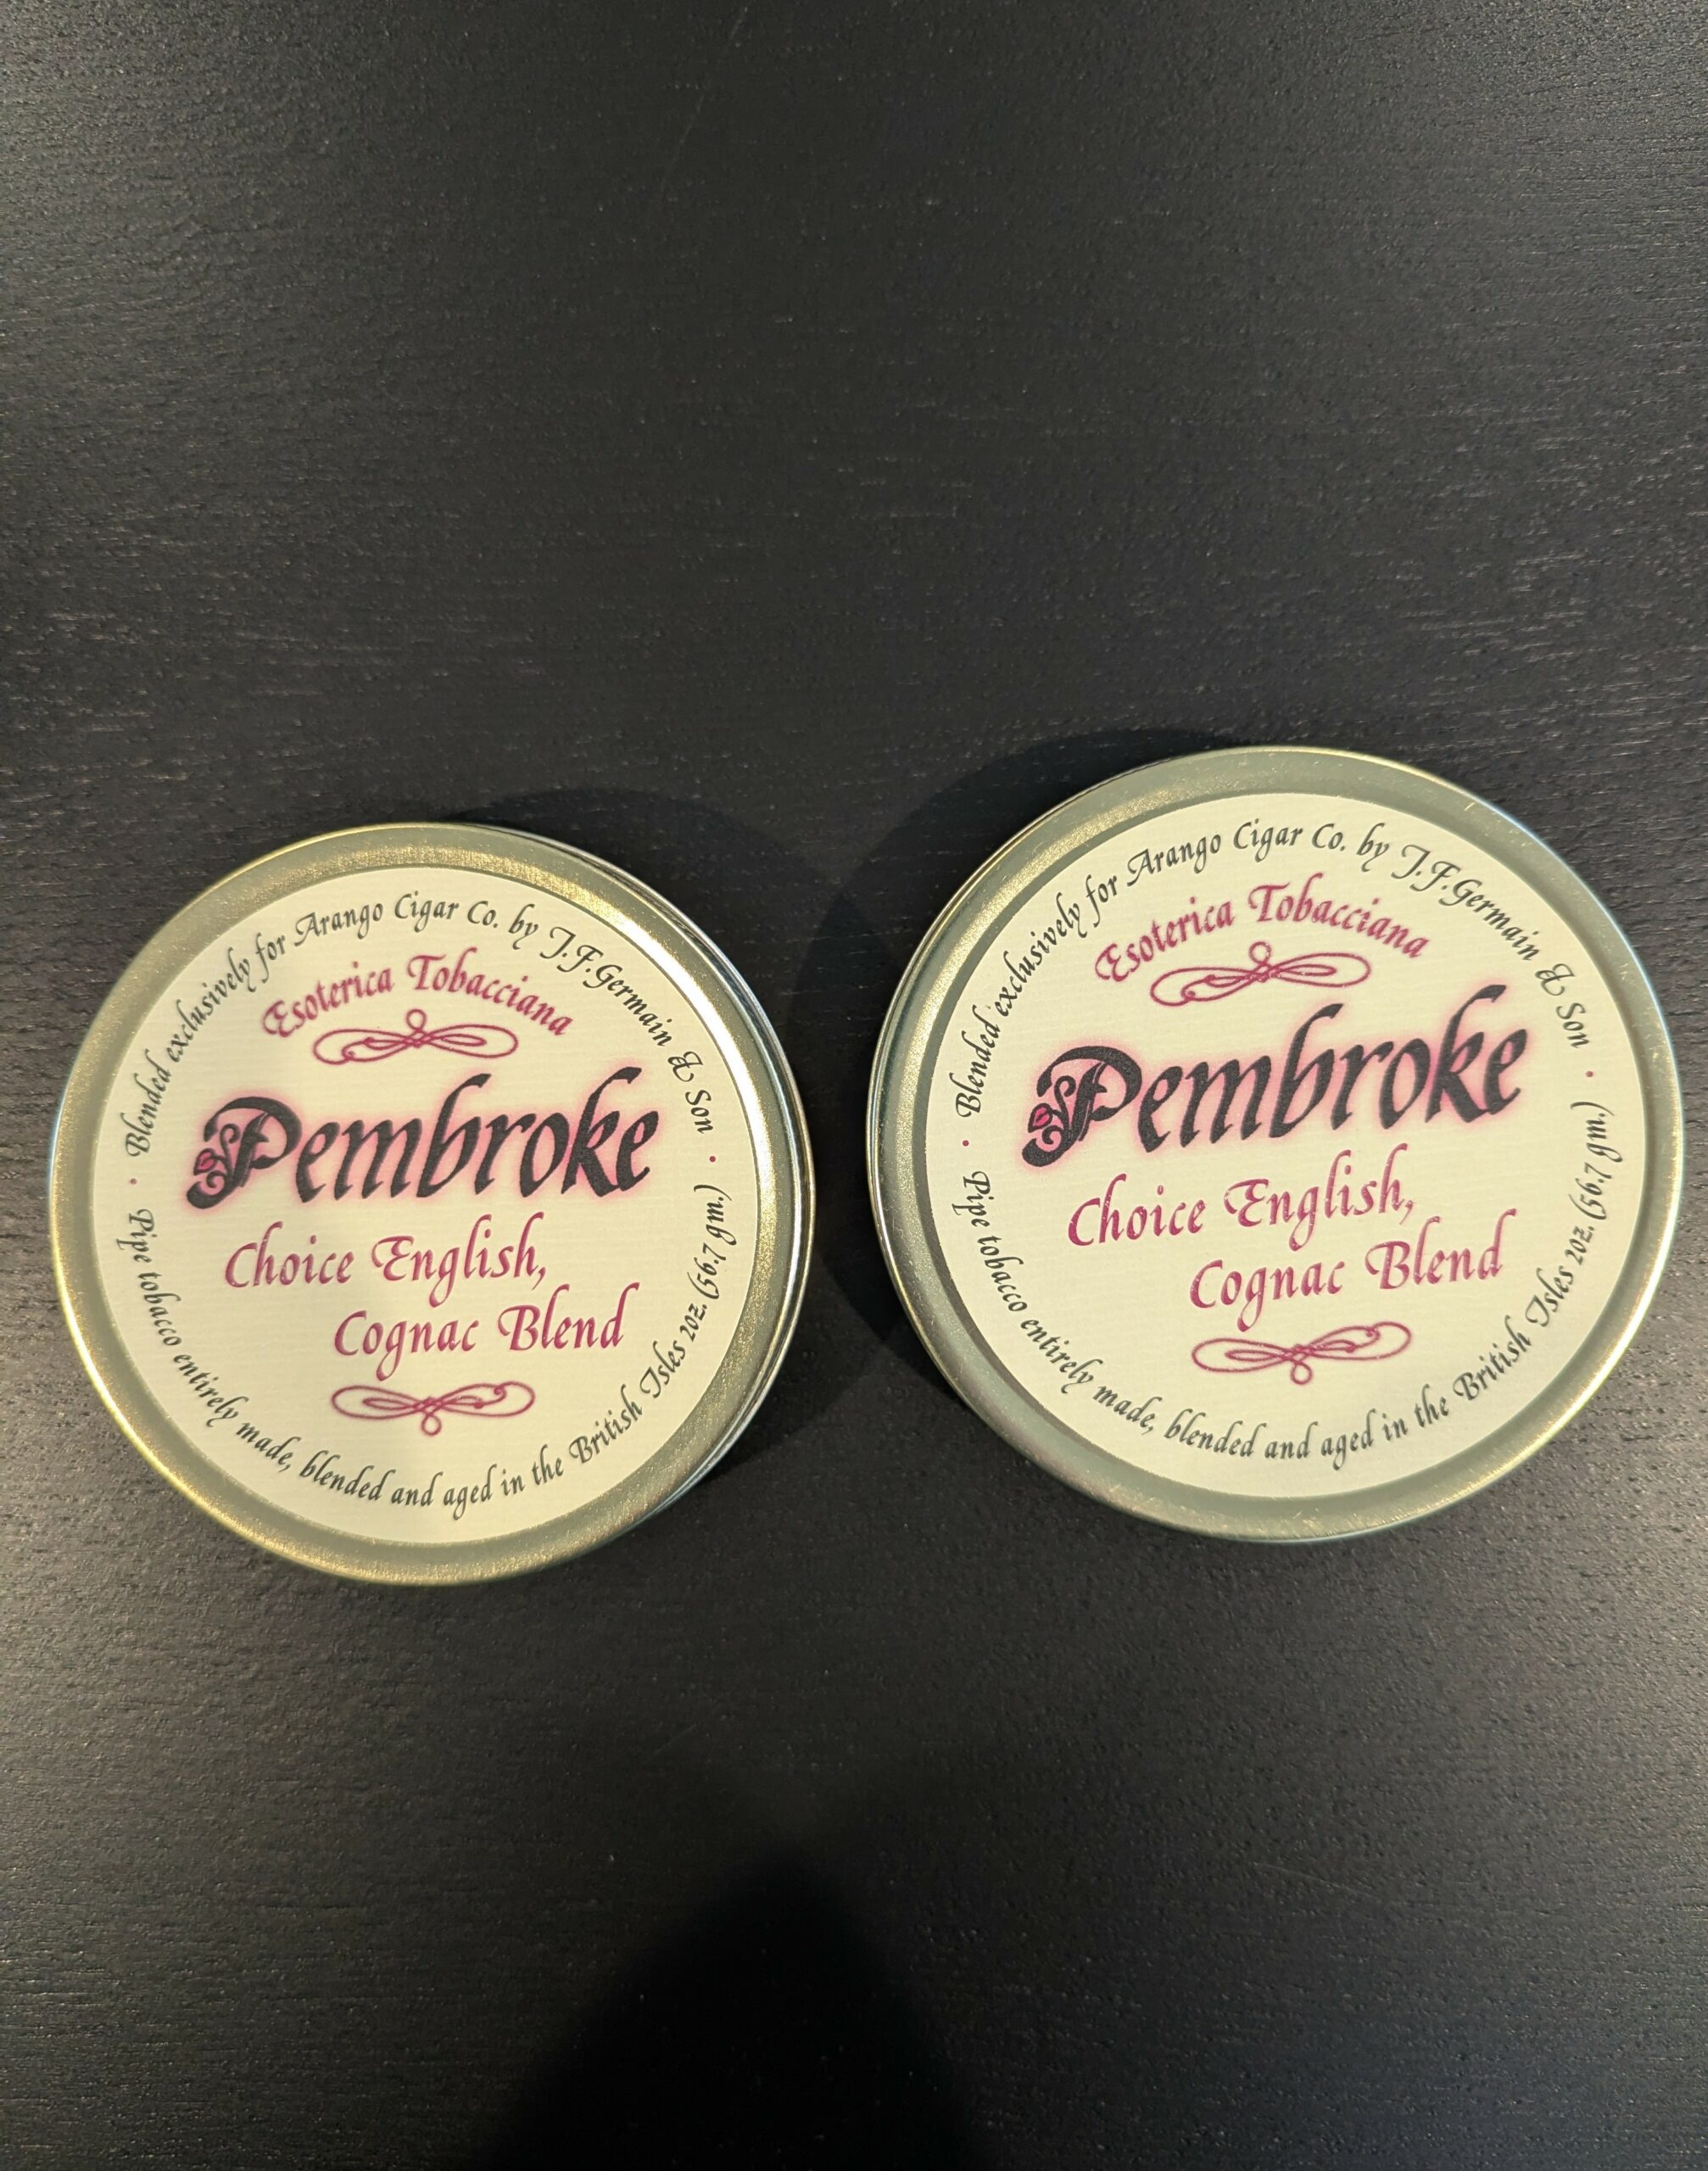 Blended exclusively for Arango Cigar Co. by J.F.Germain & Son
Esoterica Tobacciana
Pembroke
Choice English,
Cognac Blend
Pipe tobacco entirely made, blended and aged in the British Isles 2oz. (56.7 gm.)
Blended exclusively for Arango Cigar Co. by J.F.Germain & Son
Esoterica Tobacciana
Pembroke
Choice English,
Cognac Blend
Pipe tobacco entirely made, blended and aged in the British Isles 2oz. (56.7 gm.)